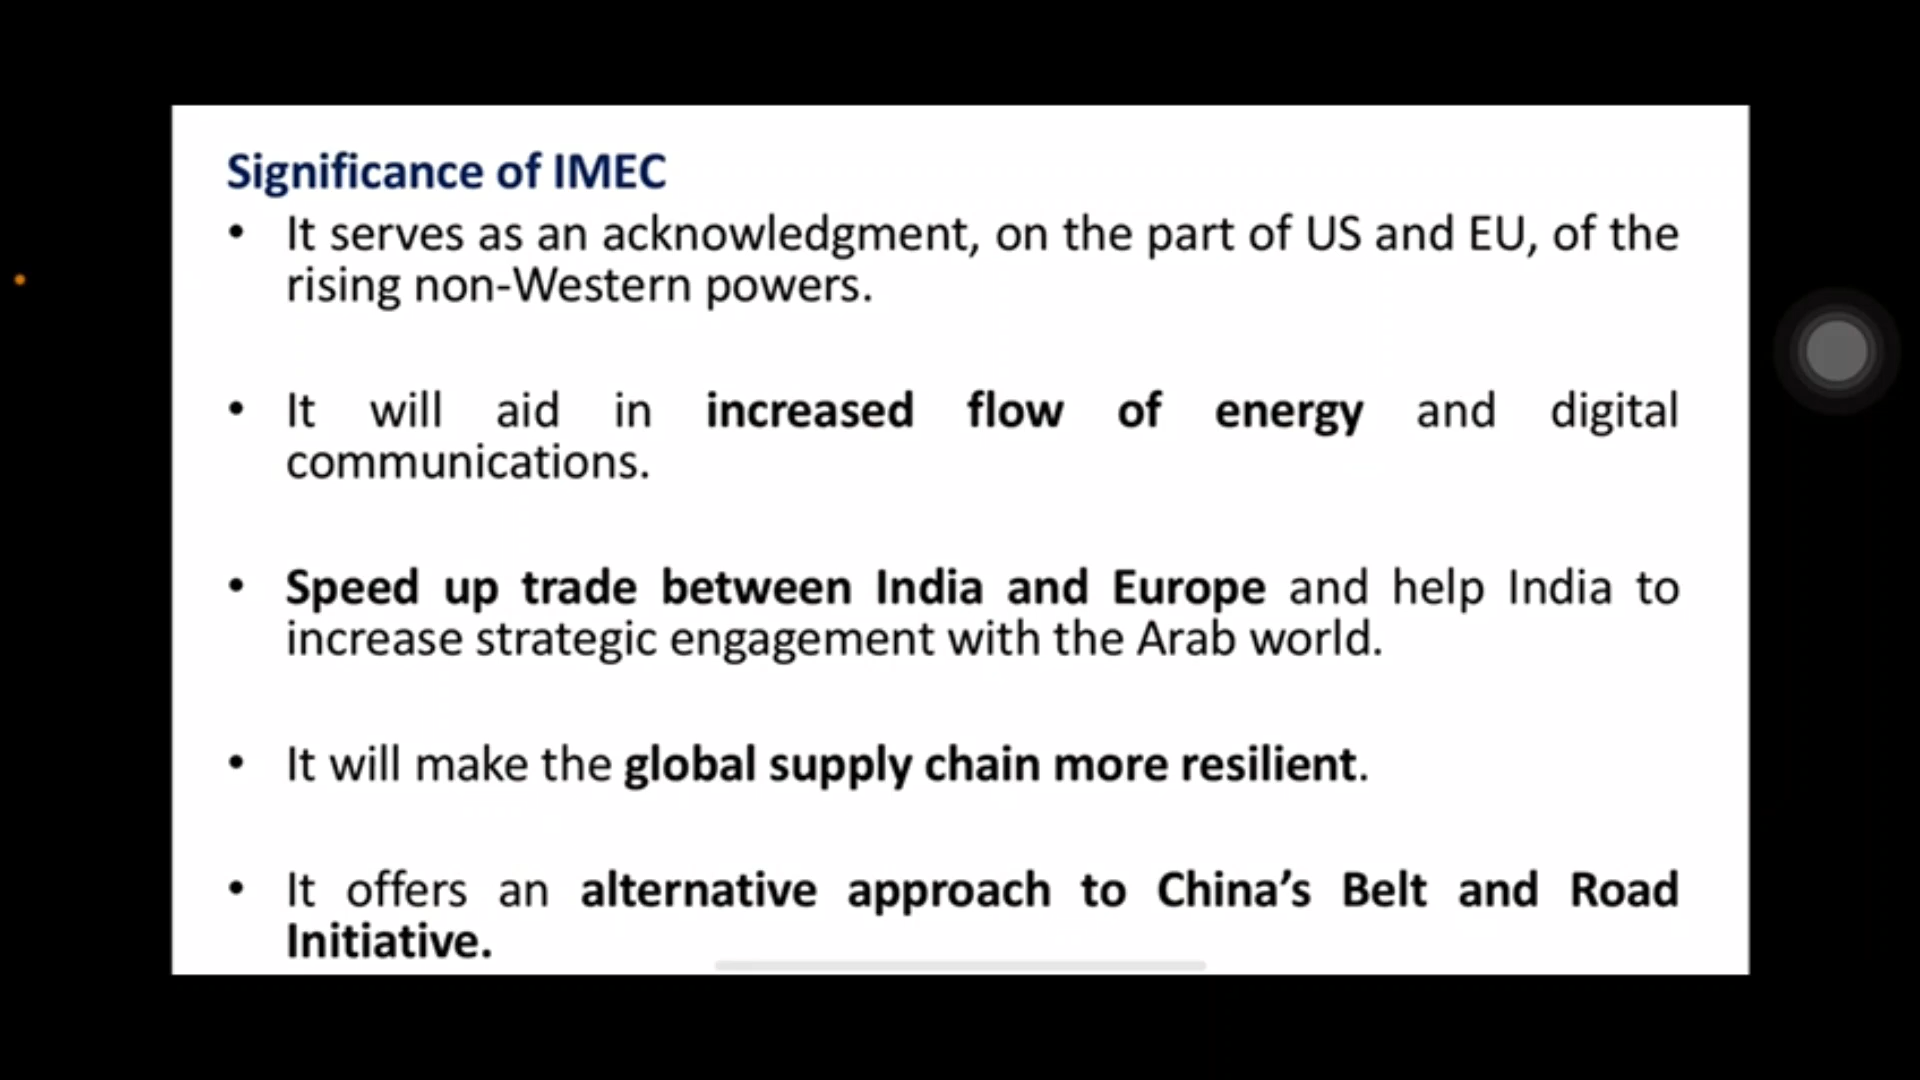 Significance of IMEC
• It serves as an acknowledgment, on the part of US and EU, of the
rising non-Western powers.
• It will aid in increased flow of energy and digital
communications.
• Speed up trade between India and Europe and help India to
increase strategic engagement with the Arab world.
• It will make the global supply chain more resilient.
• It offers an alternative approach to China’s Belt and Road
Initiative.